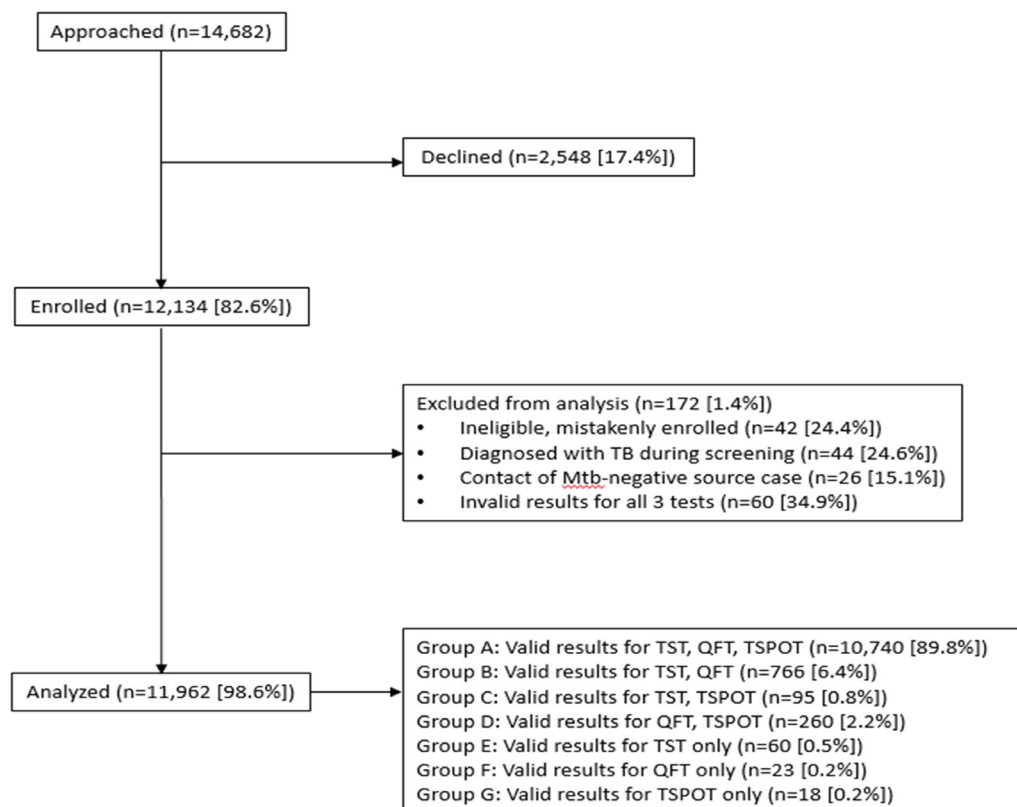 Approached (n=14,682)
Declined (n=2,548 [17.4%])
Enrolled (n=12,134 [82.6%])
Excluded from analysis (n=172 [1.4%])
• Ineligible, mistakenly enrolled (n=42 [24.4%)
• Diagnosed with TB during screening (n=44 [24.6%)
• Contact of Mtb-negative source case (n=26 [15.1%])
• Invalid results for all 3 tests (n=60 [34.9%)
Analyzed (n=11,962 [98.6%])
Group A: Valid results for TST, QFT, TSPOT (n=10,740 [89.8%]
Group B: Valid results for TST, QFT (n=766 [6.4%)
Group C: Valid results for TST, TSPOT (n=95 [0.8%)
Group D: Valid results for QFT, TSPOT (n=260 [2.2%])
Group E: Valid results for TST only (n=60 [0.5%])
Group F: Valid results for QFT only (n=23 [0.2%])
Group G: Valid results for TSPOT only (n=18 [0.2%])